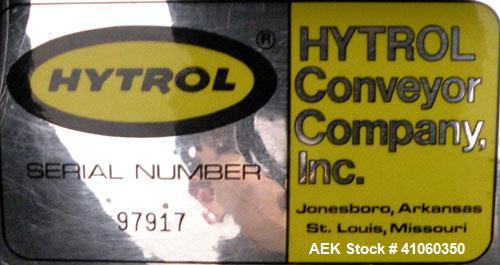 HYTROL
®
SERIAL NUMBER
97917
HYTROL
Conveyor
Company,
Inc.
Jonesboro, Arkansas
St. Louis, Missouri
AEK Stock # 41060350